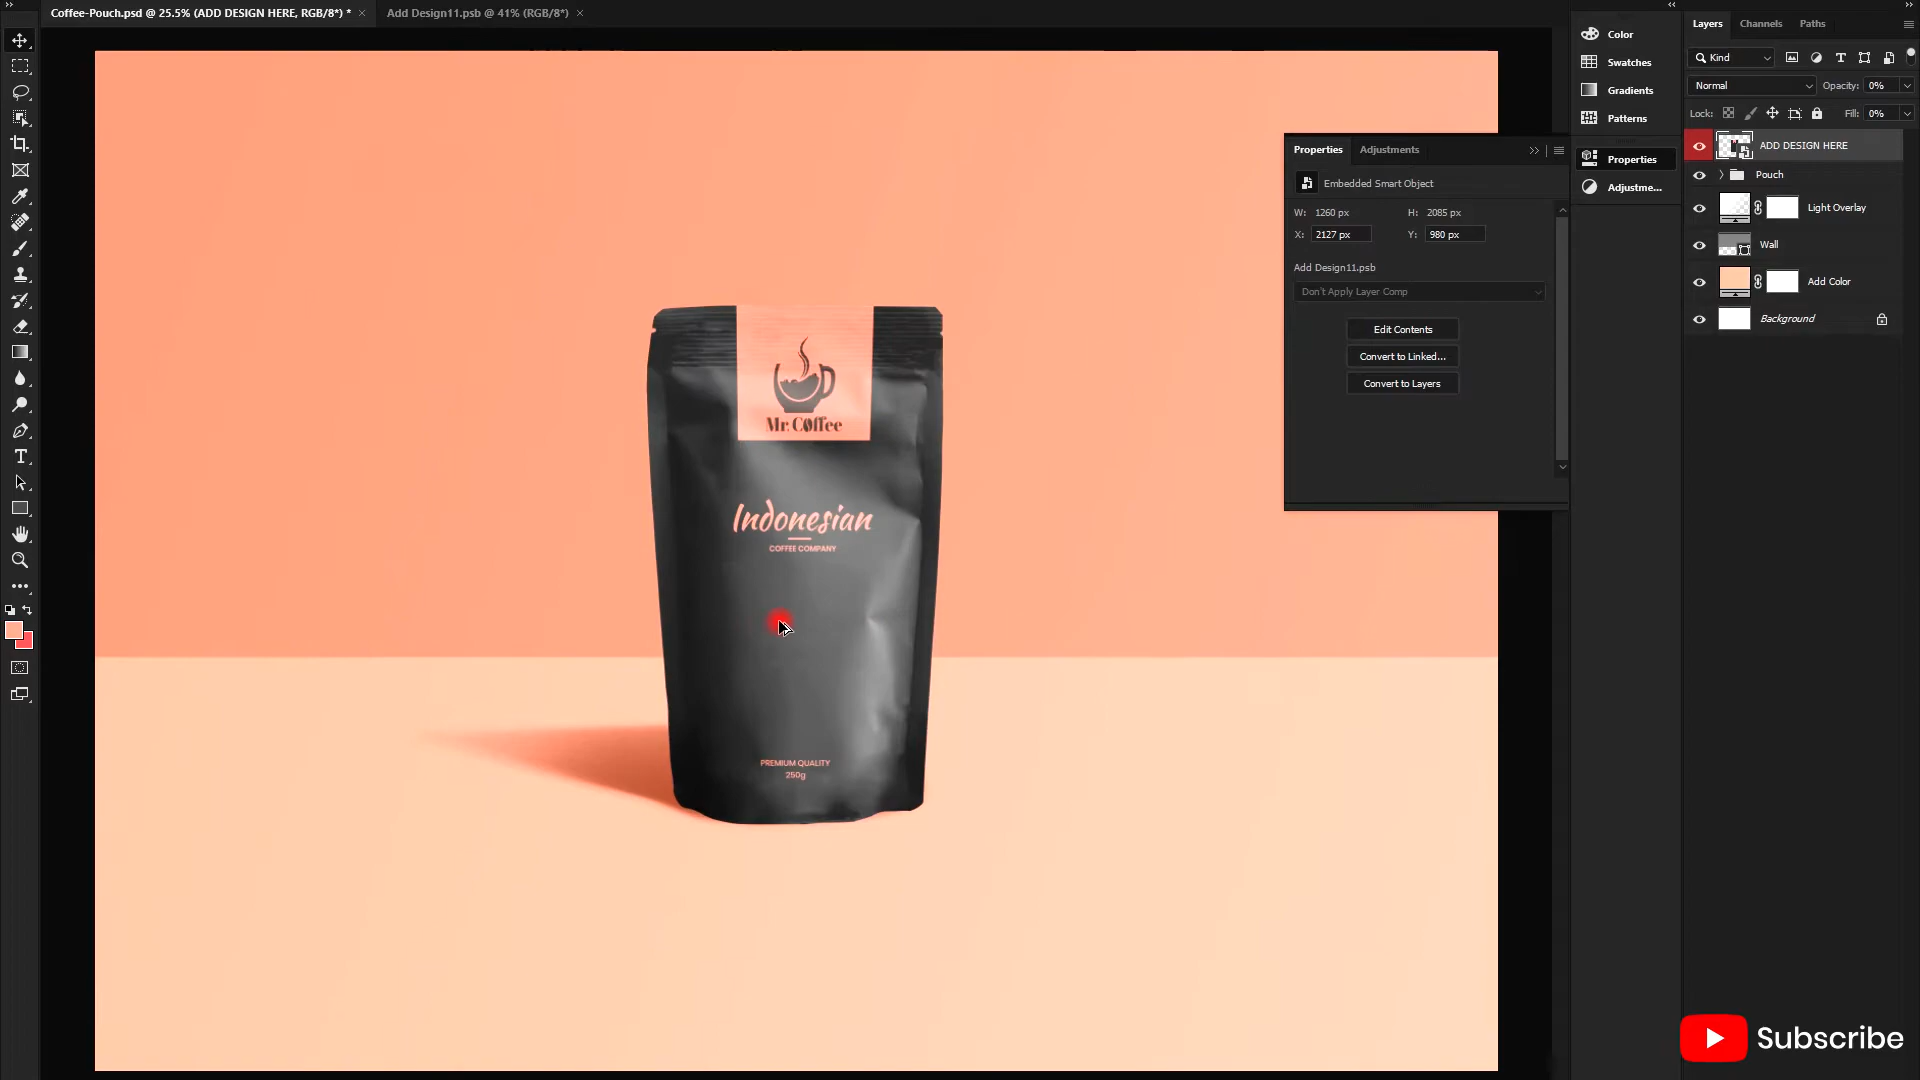 Coffee-Pouch.psd @ 25.5% (ADD DESIGN HERE, RGB/8*) *
Add Design11.psb @ 41% (RGB/8*)
Color
Swatches
Gradients
Patterns
Properties
Adjustme...
Layers
Channels
Paths
Kind
Normal
Opacity: 0%
Lock:
Fill: 0%
ADD DESIGN HERE
Pouch
Light Overlay
Wall
Add Color
Background
Properties
Adjustments
Embedded Smart Object
W: 1260 px
H: 2085 px
X: 2127 px
Y: 980 px
Add Design11.psb
Don't Apply Layer Comp
Edit Contents
Convert to Linked...
Convert to Layers
Mr. Coffee
Indonesian
COFFEE COMPANY
PREMIUM QUALITY
250g
Subscribe